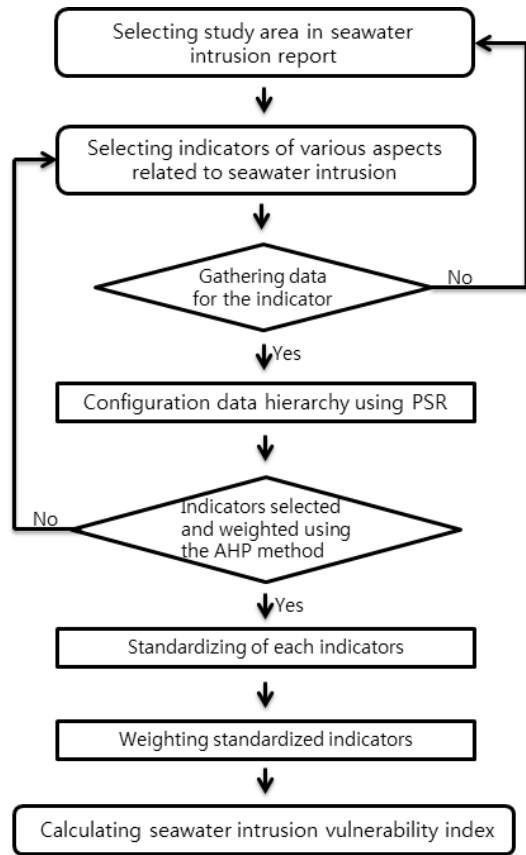 Selecting study area in seawater
intrusion report
Selecting indicators of various aspects
related to seawater intrusion
Gathering data
for the indicator
No
Yes
Configuration data hierarchy using PSR
Indicators selected
and weighted using
the AHP method
No
Yes
Standardizing of each indicators
Weighting standardized indicators
Calculating seawater intrusion vulnerability index